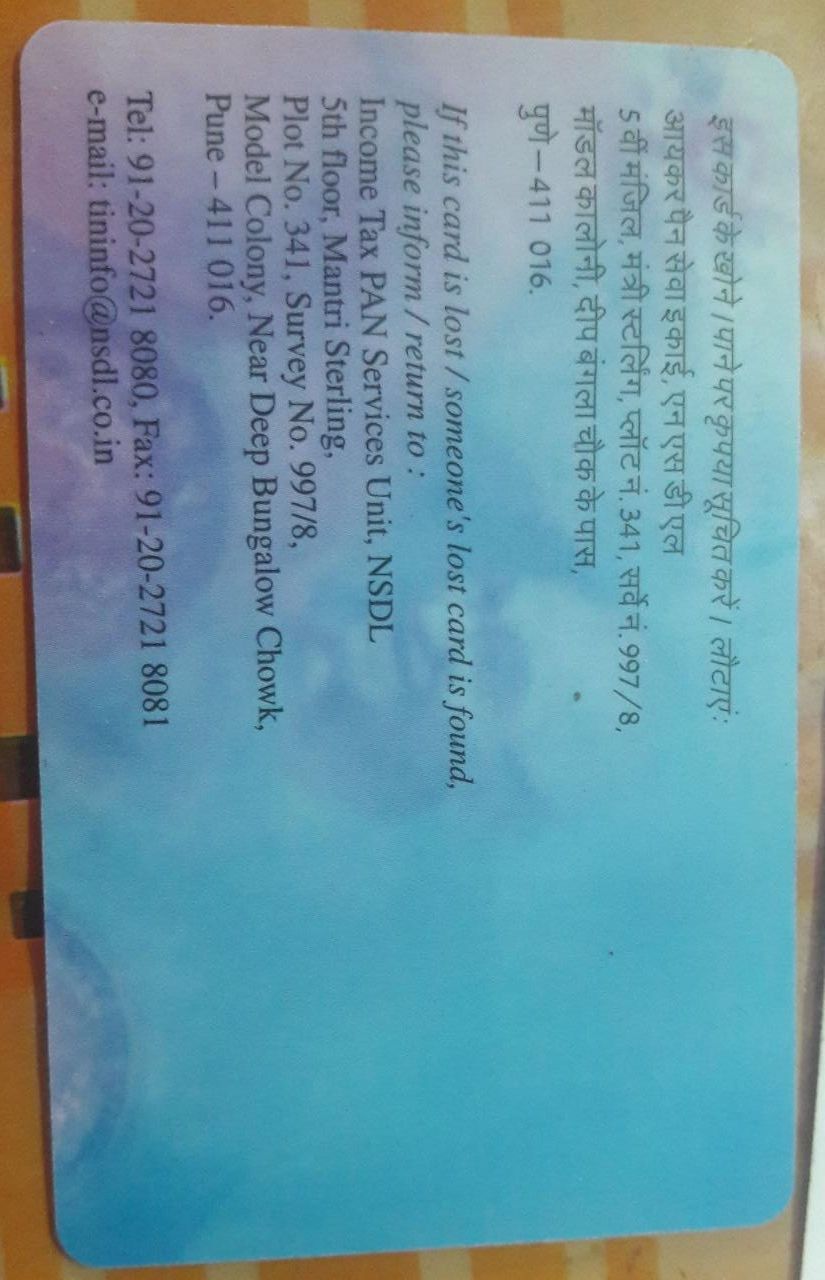 इस कार्ड के खोने / पाने पर कृपया सूचित करें / लौटाएं:
आयकर पैन सेवा इकाई, एन एस डी एल
5 वीं मंजिल, मंत्री स्टर्लिंग, प्लॉट नं. 341, सर्वे नं. 997/8,
मॉडल कालोनी, दीप बंगला चौक के पास,
पुणे – 411 016.
If this card is lost / someone's lost card is found,
please inform / return to :
Income Tax PAN Services Unit, NSDL
5th floor, Mantri Sterling,
Plot No. 341, Survey No. 997/8,
Model Colony, Near Deep Bungalow Chowk,
Pune – 411 016.
Tel: 91-20-2721 8080, Fax: 91-20-2721 8081
e-mail: tininfo@nsdl.co.in